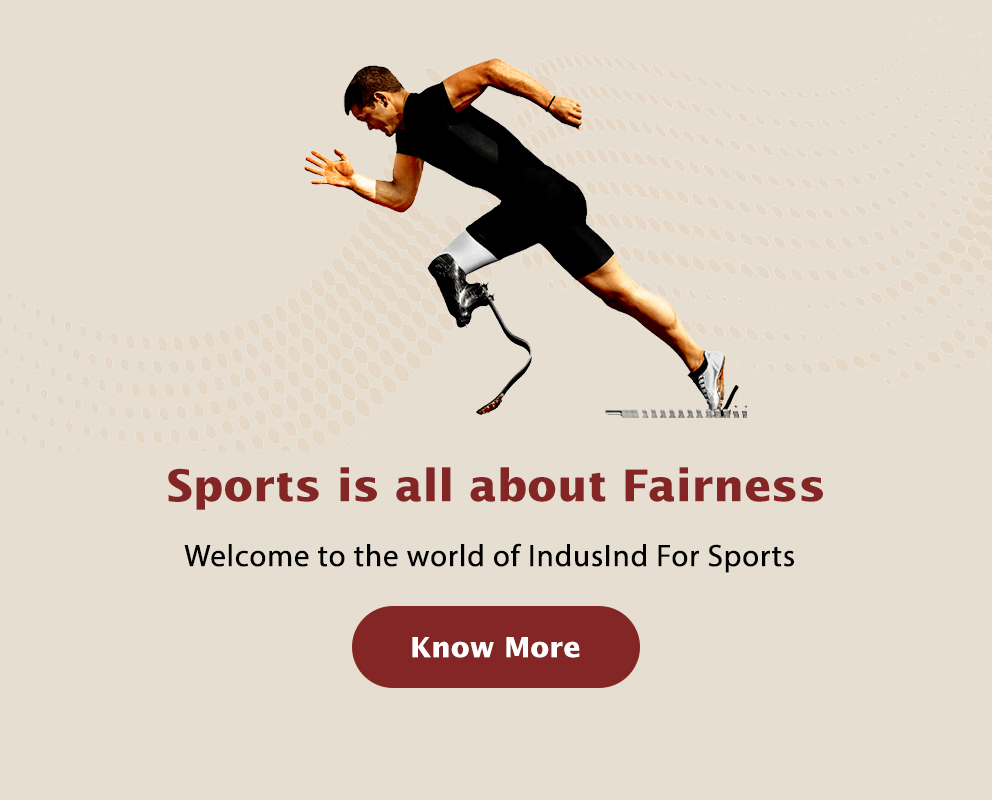 Sports is all about Fairness
Welcome to the world of IndusInd For Sports
Know More